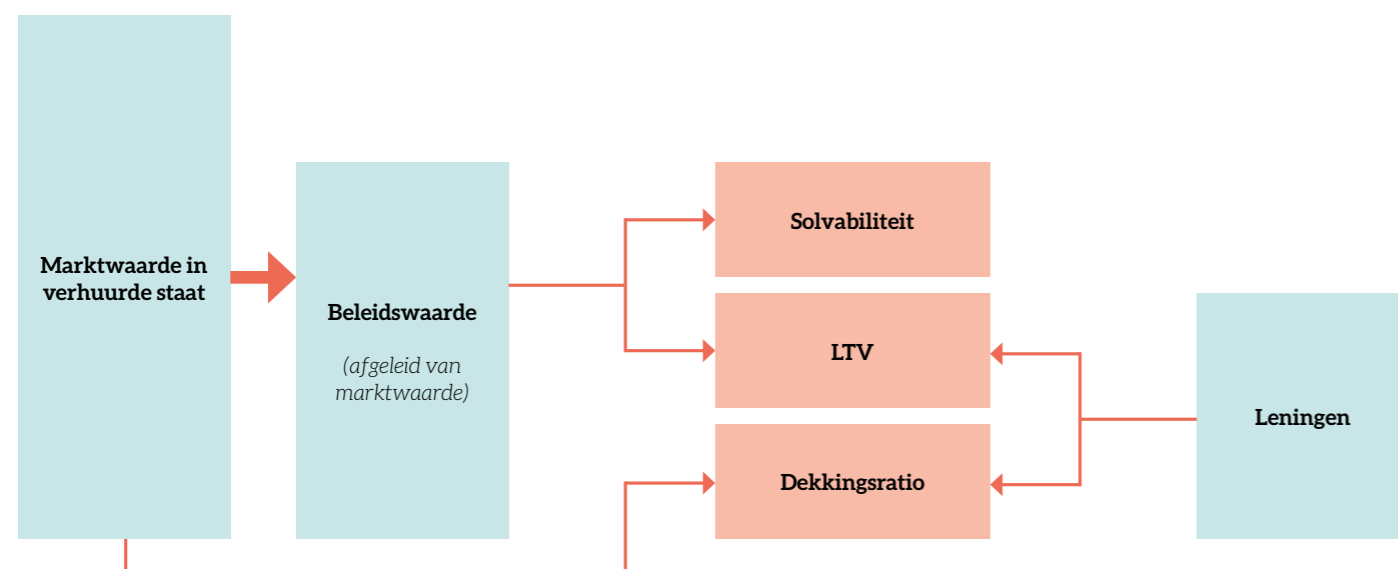 Marktwaarde in
verhuurde staat
Beleidswaarde
(afgeleid van
marktwaarde)
Solvabiliteit
LTV
Dekkingsratio
Leningen